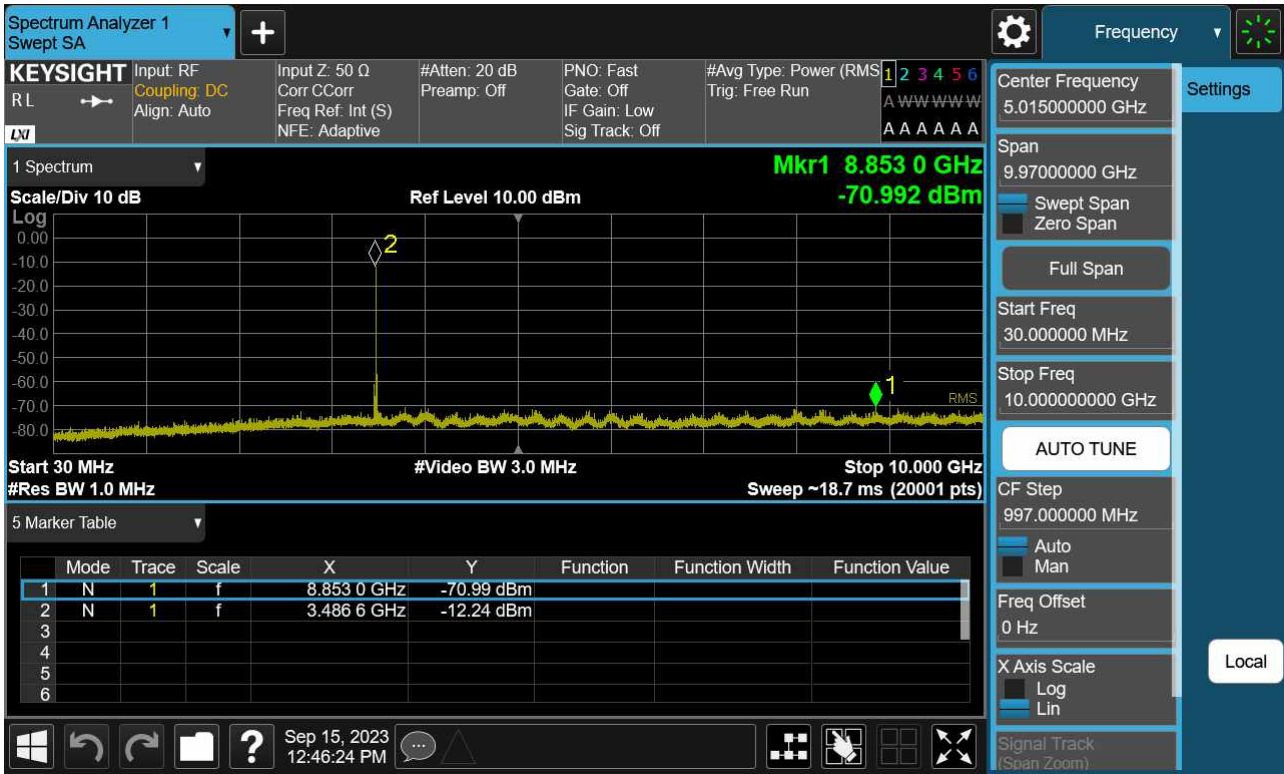 Spectrum Analyzer 1
Swept SA
Frequency
KEYSIGHT
R L
LXI
Input: RF
Coupling: DC
Align: Auto
Input Z: 50 Ω
Corr CCorr
Freq Ref: Int (S)
NFE: Adaptive
#Atten: 20 dB
Preamp: Off
PNO: Fast
Gate: Off
IF Gain: Low
Sig Track: Off
#Avg Type: Power (RMS
Trig: Free Run
1 2 3 4 5 6
A W W W W W
A A A A A A
1 Spectrum
Mkr1 8.853 0 GHz
-70.992 dBm
Scale/Div 10 dB
Ref Level 10.00 dBm
Log
0.00
-10.0
-20.0
-30.0
-40.0
-50.0
-60.0
-70.0
-80.0
2
1
RMS
Start 30 MHz
#Video BW 3.0 MHz
Stop 10.000 GHz
#Res BW 1.0 MHz
Sweep ~18.7 ms (20001 pts)
5 Marker Table
Mode Trace Scale X Y Function Function Width Function Value
1 N 1 f 8.853 0 GHz -70.99 dBm
2 N 1 f 3.486 6 GHz -12.24 dBm
3
4
5
6
Sep 15, 2023
12:46:24 PM
Center Frequency
5.015000000 GHz
Span
9.97000000 GHz
Swept Span
Zero Span
Full Span
Start Freq
30.000000 MHz
Stop Freq
10.000000000 GHz
AUTO TUNE
CF Step
997.000000 MHz
Auto
Man
Freq Offset
0 Hz
X Axis Scale
Log
Lin
Signal Track
(Span Zoom)
Settings
Local